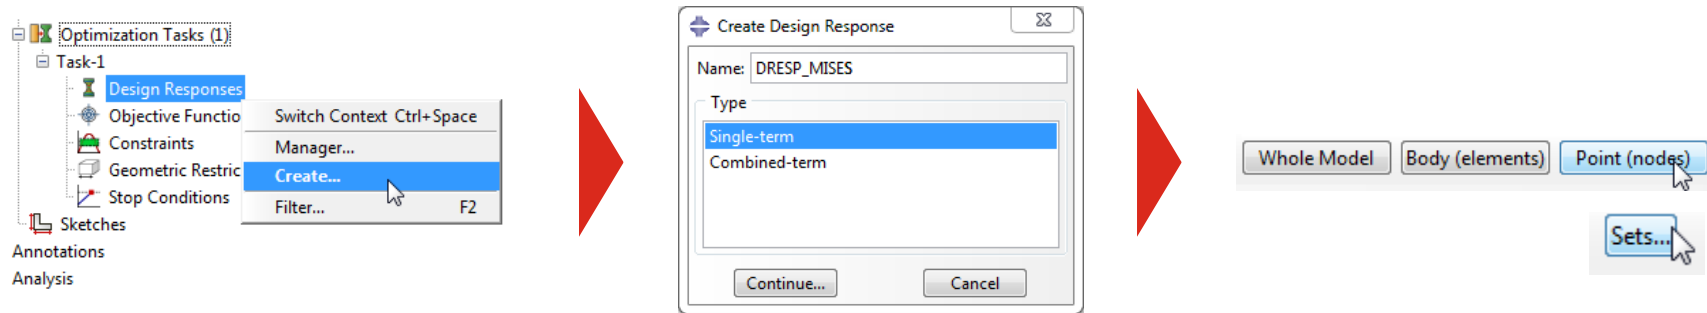 Optimization Tasks (1)
Task-1
Design Responses
Objective Functio
Constraints
Geometric Restric
Stop Conditions
Sketches
Annotations
Analysis
Switch Context Ctrl+Space
Manager...
Create...
Filter... F2
Create Design Response
Name: DRESP_MISES
Type
Single-term
Combined-term
Continue... Cancel
Whole Model Body (elements) Point (nodes)
Sets...